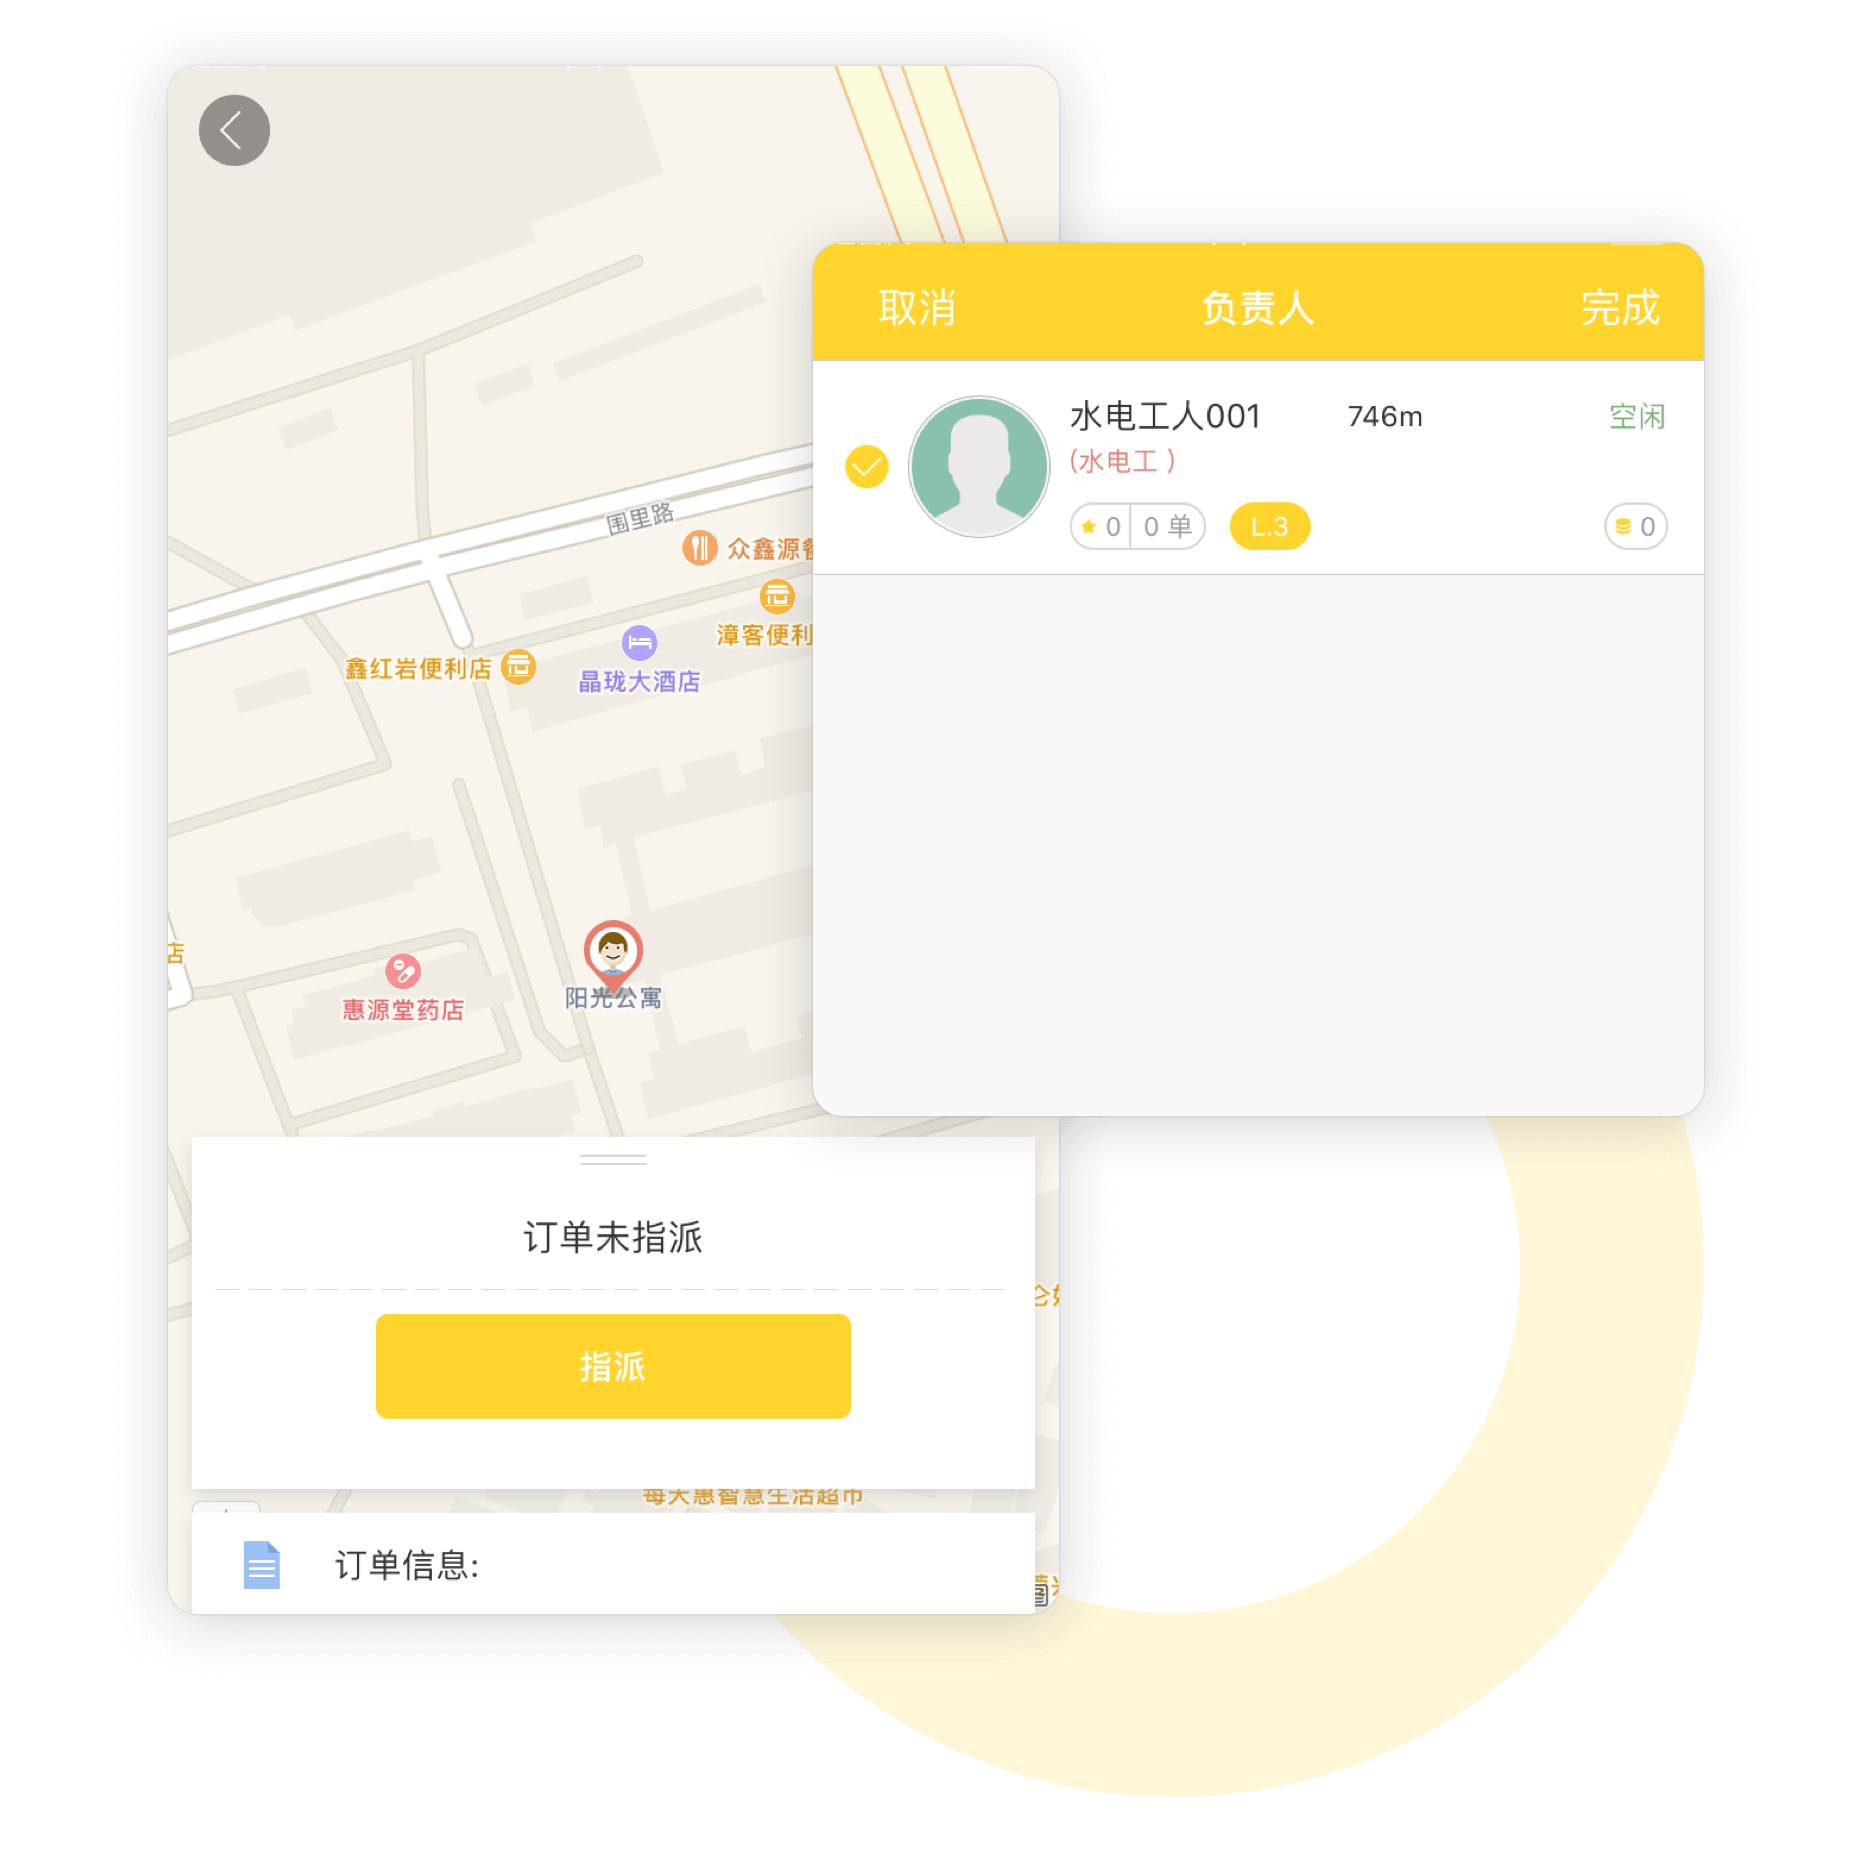 取消
负责人
完成
水电工人001
746m
空闲
(水电工 )
0
0 单
L.3
0
围里路
众鑫源
漳客便利
鑫红岩便利店
晶珑大酒店
店
惠源堂药店
阳光公寓
订单未指派
指派
每天惠智慧生活超市
订单信息: